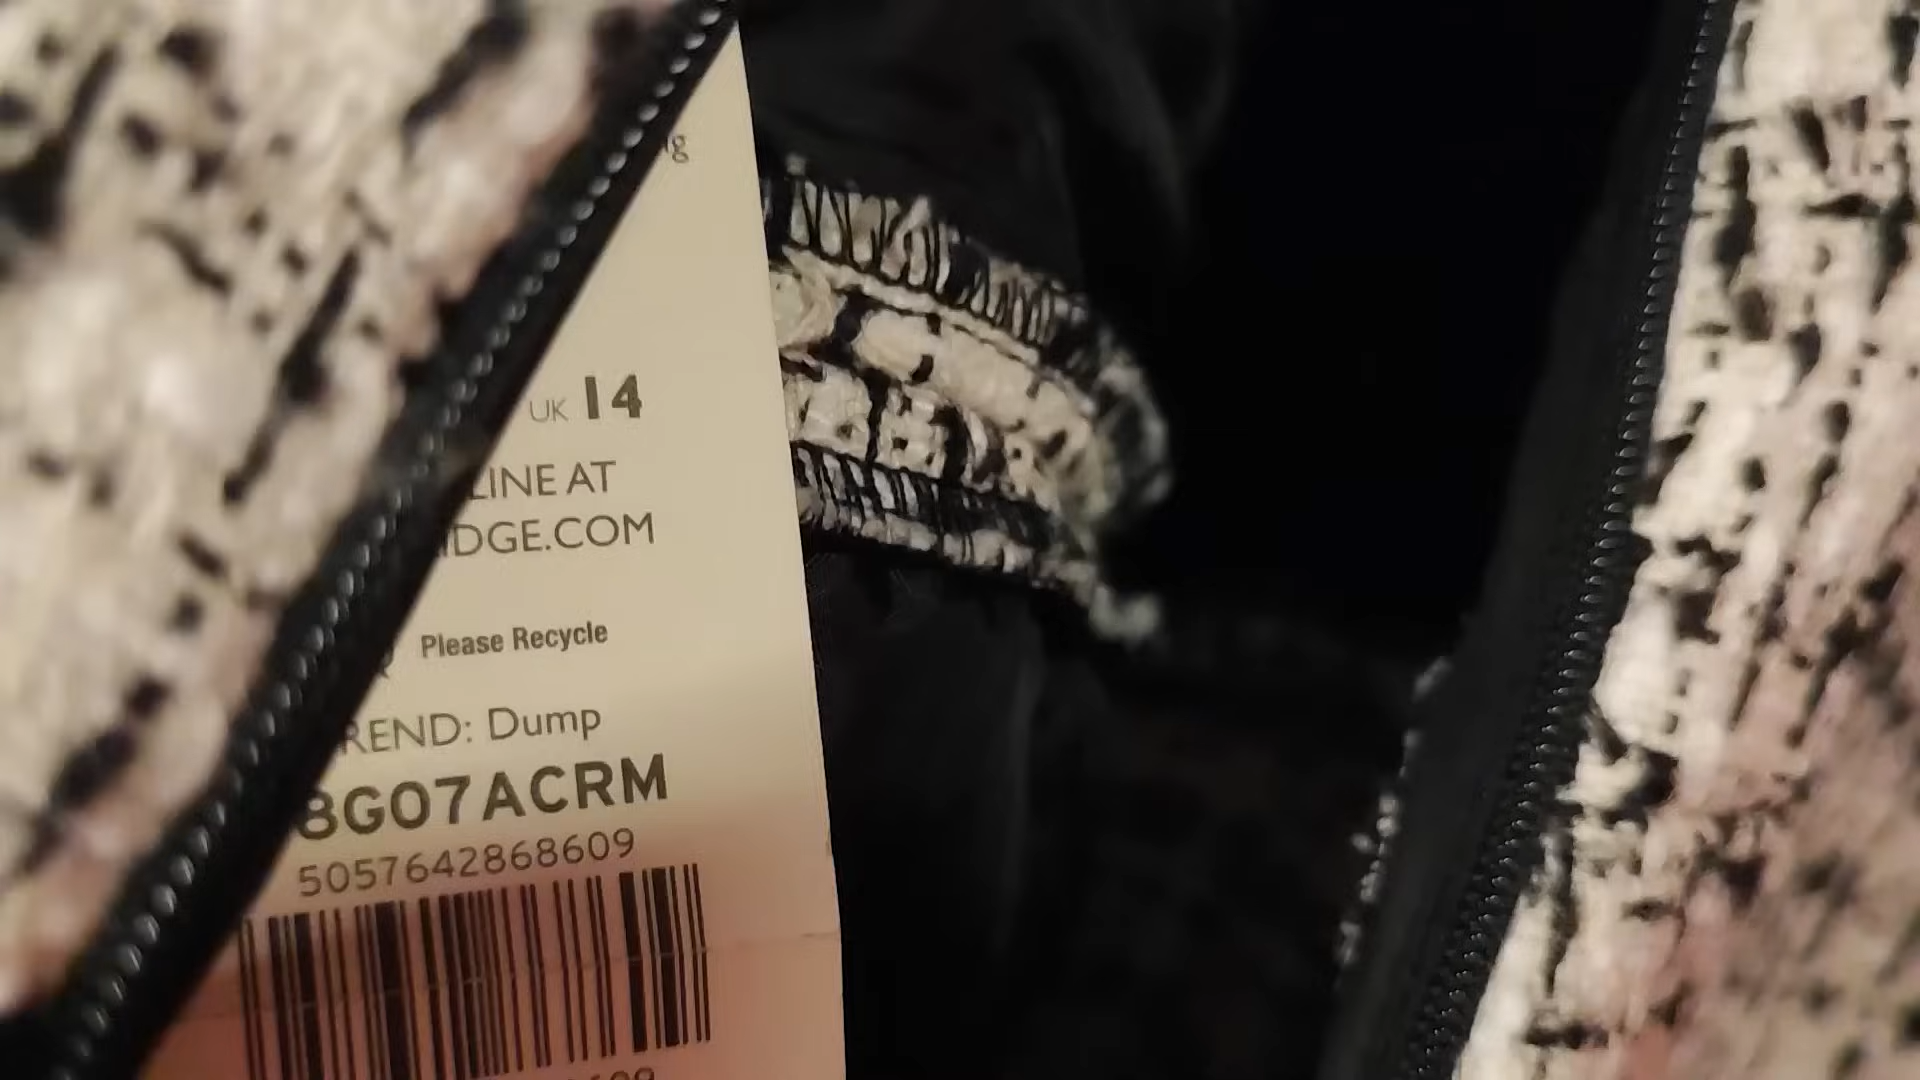 UK 14
LINE AT
DGE.COM
Please Recycle
REND: Dump
8G07ACRM
5057642868609